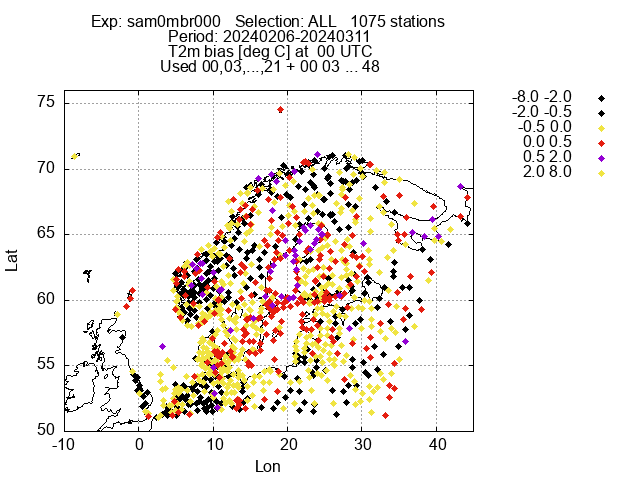 Exp: sam0mbr000   Selection: ALL   1075 stations
Period: 20240206-20240311
T2m bias [deg C] at  00 UTC
Used 00,03,...,21 + 00 03 ... 48
-8.0 -2.0
-2.0 -0.5
-0.5 0.0
0.0 0.5
0.5 2.0
2.0 8.0
75
70
65
60
55
50
Lat
-10 0 10 20 30 40
Lon